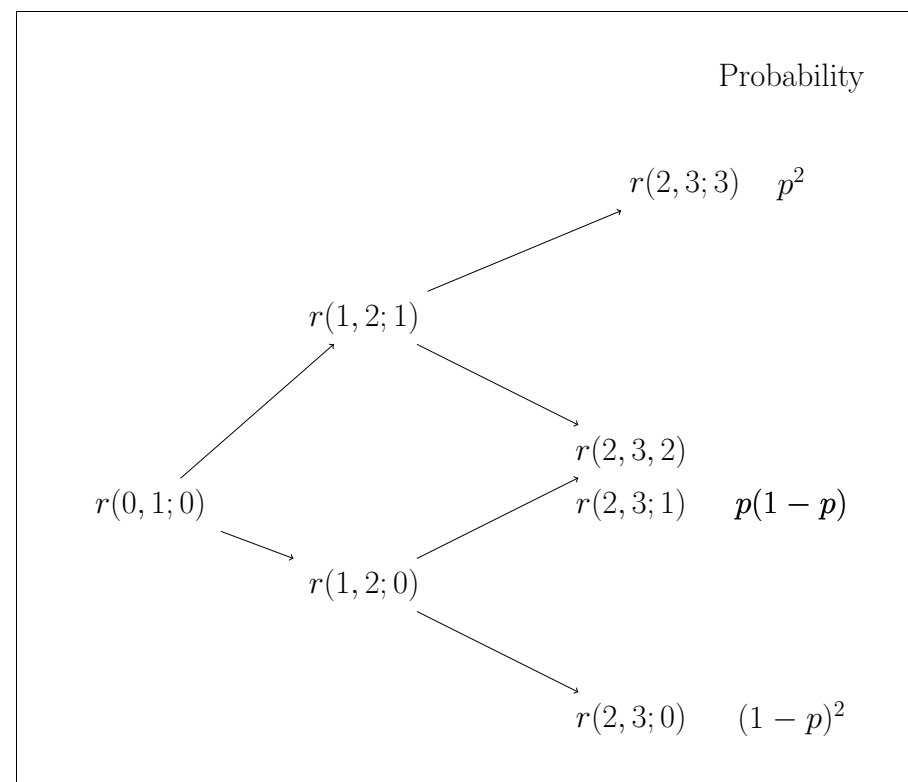 Probability
r(2, 3; 3) p²
r(1, 2; 1)
r(2, 3, 2)
r(0, 1; 0)
r(2, 3; 1) p(1 − p)
r(1, 2; 0)
r(2, 3; 0) (1 − p)²